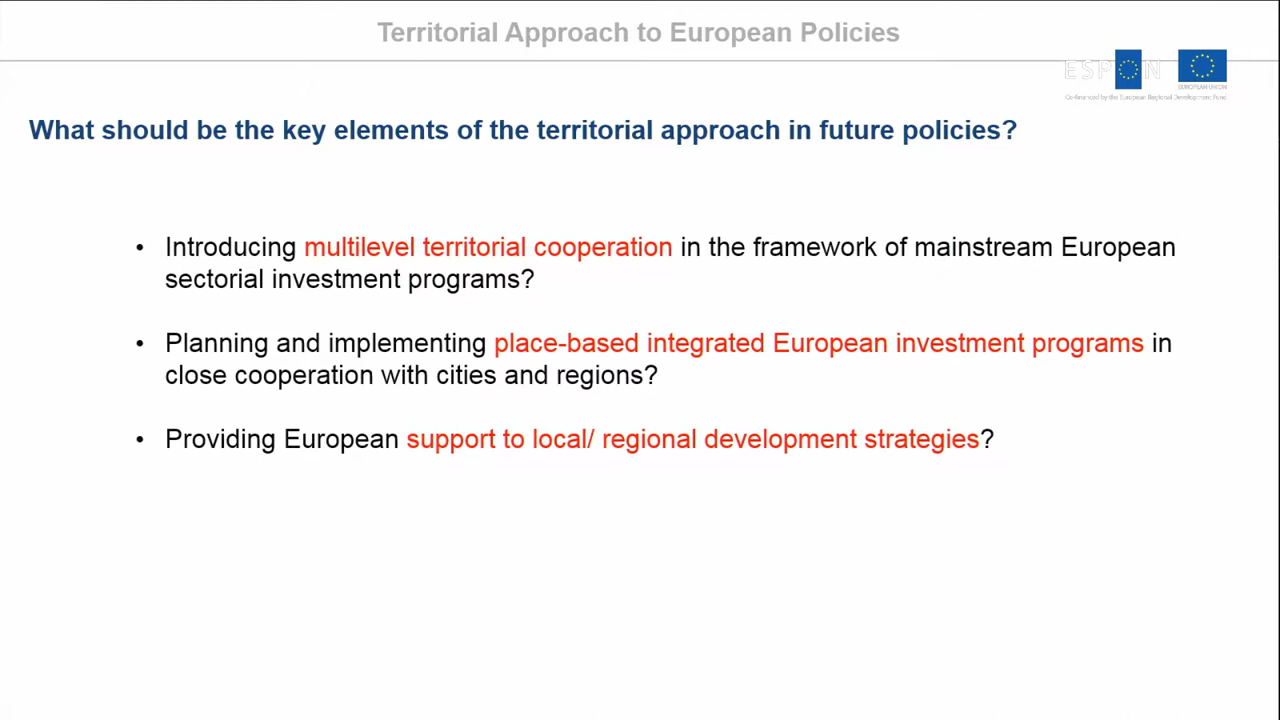 Territorial Approach to European Policies
ESPON
EUROPEAN UNION
Co-financed by the European Regional Development Fund
What should be the key elements of the territorial approach in future policies?
• Introducing multilevel territorial cooperation in the framework of mainstream European
sectorial investment programs?
• Planning and implementing place-based integrated European investment programs in
close cooperation with cities and regions?
• Providing European support to local/ regional development strategies?